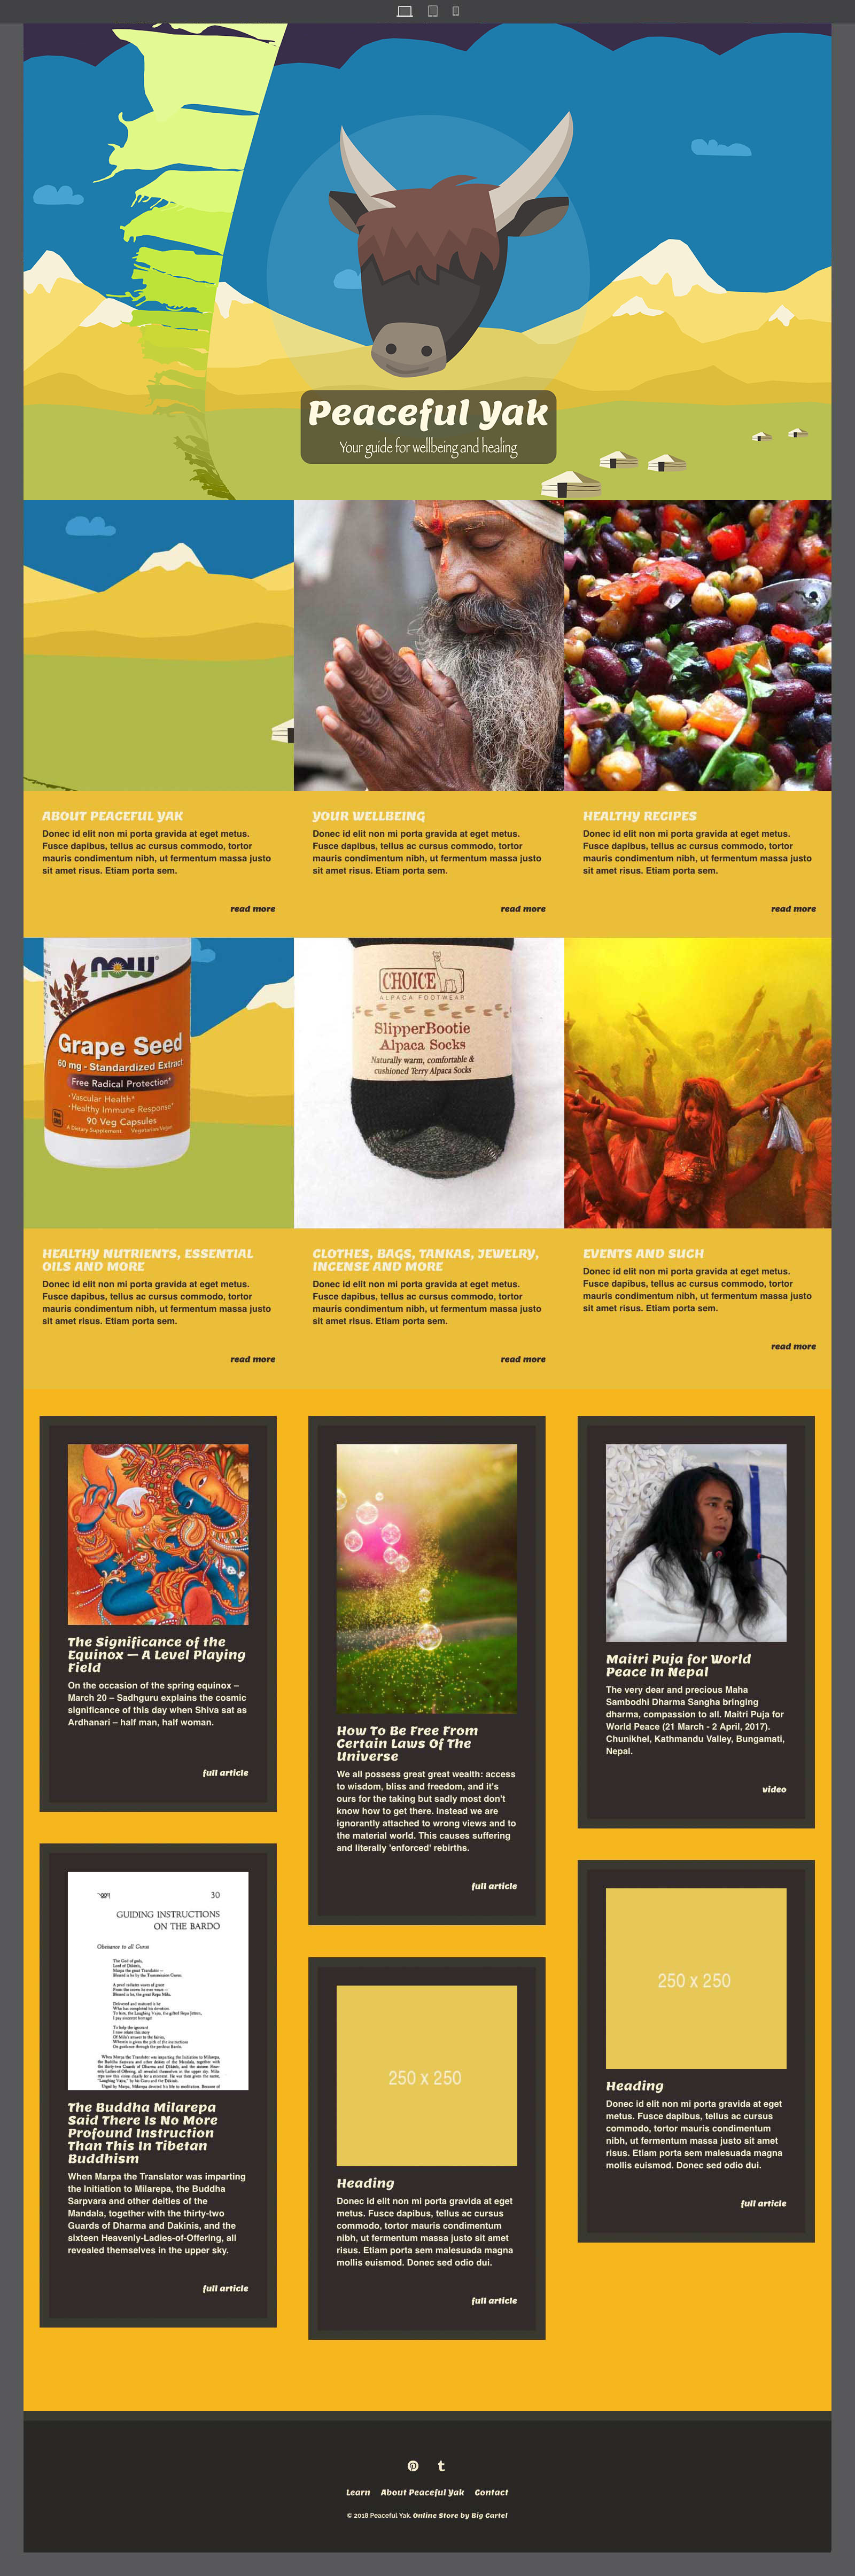 Peaceful Yak
Your guide for wellbeing and healing
ABOUT PEACEFUL YAK
Donec id elit non mi porta gravida at eget metus.
Fusce dapibus, tellus ac cursus commodo, tortor
mauris condimentum nibh, ut fermentum massa justo
sit amet risus. Etiam porta sem.
read more
YOUR WELLBEING
Donec id elit non mi porta gravida at eget metus.
Fusce dapibus, tellus ac cursus commodo, tortor
mauris condimentum nibh, ut fermentum massa justo
sit amet risus. Etiam porta sem.
read more
HEALTHY RECIPES
Donec id elit non mi porta gravida at eget metus.
Fusce dapibus, tellus ac cursus commodo, tortor
mauris condimentum nibh, ut fermentum massa justo
sit amet risus. Etiam porta sem.
read more
NOW
Grape Seed
60 mg - Standardized Extract
Free Radical Protection*
• Vascular Health*
• Healthy Immune Response*
90 Veg Capsules
A Dietary Supplement Vegetarian/Vegan
CHOICE
ALPACA FOOTWEAR
SlipperBootie
Alpaca Socks
Naturally warm, comfortable &
cushioned Terry Alpaca Socks
HEALTHY NUTRIENTS, ESSENTIAL
OILS AND MORE
Donec id elit non mi porta gravida at eget metus.
Fusce dapibus, tellus ac cursus commodo, tortor
mauris condimentum nibh, ut fermentum massa justo
sit amet risus. Etiam porta sem.
read more
CLOTHES, BAGS, TANKAS, JEWELRY,
INCENSE AND MORE
Donec id elit non mi porta gravida at eget metus.
Fusce dapibus, tellus ac cursus commodo, tortor
mauris condimentum nibh, ut fermentum massa justo
sit amet risus. Etiam porta sem.
read more
EVENTS AND SUCH
Donec id elit non mi porta gravida at eget metus.
Fusce dapibus, tellus ac cursus commodo, tortor
mauris condimentum nibh, ut fermentum massa justo
sit amet risus. Etiam porta sem.
read more
The Significance of the
Equinox – A Level Playing
Field
On the occasion of the spring equinox –
March 20 – Sadhguru explains the cosmic
significance of this day when Shiva sat as
Ardhanari – half man, half woman.
full article
30
GUIDING INSTRUCTIONS
ON THE BARDO
Obeisance to all Gurus
The God of gods,
Lord of Dakinis,
Marpa the great Translator —
Blessed is he by the Transmission Gurus.
The Buddha Milarepa
Said There Is No More
Profound Instruction
Than This In Tibetan
Buddhism
When Marpa the Translator was imparting
the Initiation to Milarepa, the Buddha
Sarpvara and other deities of the
Mandala, together with the thirty-two
Guards of Dharma and Dakinis, and the
sixteen Heavenly-Ladies-of-Offering, all
revealed themselves in the upper sky.
full article
How To Be Free From
Certain Laws Of The
Universe
We all possess great great wealth: access
to wisdom, bliss and freedom, and it's
ours for the taking but sadly most don't
know how to get there. Instead we are
ignorantly attached to wrong views and to
the material world. This causes suffering
and literally 'enforced' rebirths.
full article
250 x 250
Heading
Donec id elit non mi porta gravida at eget
metus. Fusce dapibus, tellus ac cursus
commodo, tortor mauris condimentum
nibh, ut fermentum massa justo sit amet
risus. Etiam porta sem malesuada magna
mollis euismod. Donec sed odio dui.
full article
Maitri Puja for World
Peace In Nepal
The very dear and precious Maha
Sambodhi Dharma Sangha bringing
dharma, compassion to all. Maitri Puja for
World Peace (21 March - 2 April, 2017).
Chunikhel, Kathmandu Valley, Bungamati,
Nepal.
video
250 x 250
Heading
Donec id elit non mi porta gravida at eget
metus. Fusce dapibus, tellus ac cursus
commodo, tortor mauris condimentum
nibh, ut fermentum massa justo sit amet
risus. Etiam porta sem malesuada magna
mollis euismod. Donec sed odio dui.
full article
Learn About Peaceful Yak Contact
© 2018 Peaceful Yak. Online Store by Big Cartel